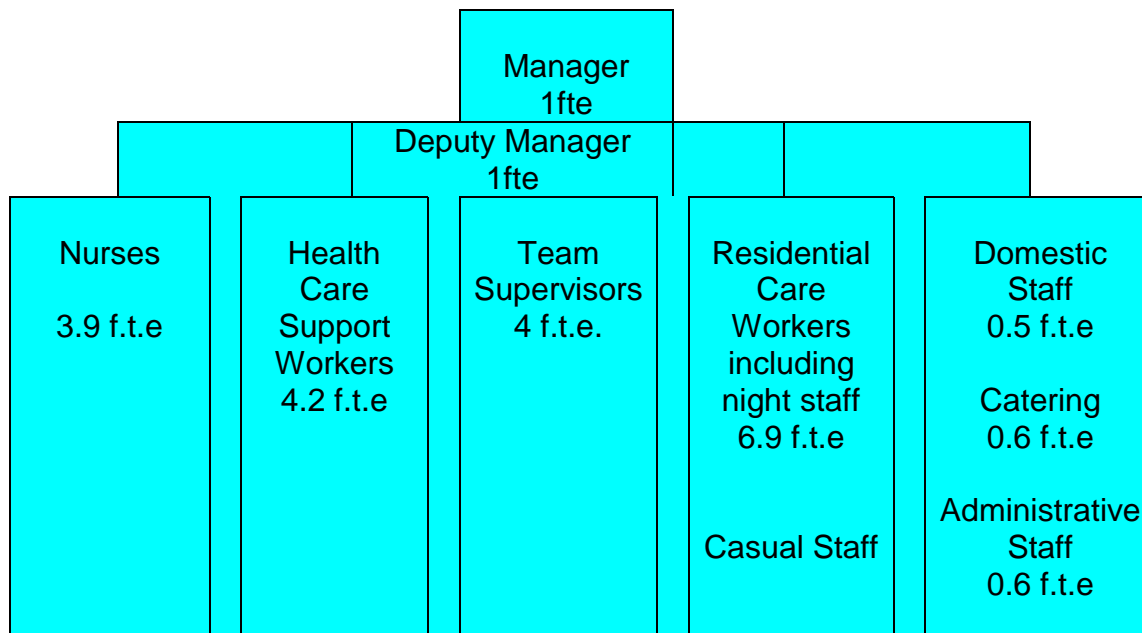 Manager
1fte
Deputy Manager
1fte
Nurses
3.9 f.t.e
Health
Care
Support
Workers
4.2 f.t.e
Team
Supervisors
4 f.t.e.
Residential
Care
Workers
including
night staff
6.9 f.t.e
Casual Staff
Domestic
Staff
0.5 f.t.e
Catering
0.6 f.t.e
Administrative
Staff
0.6 f.t.e